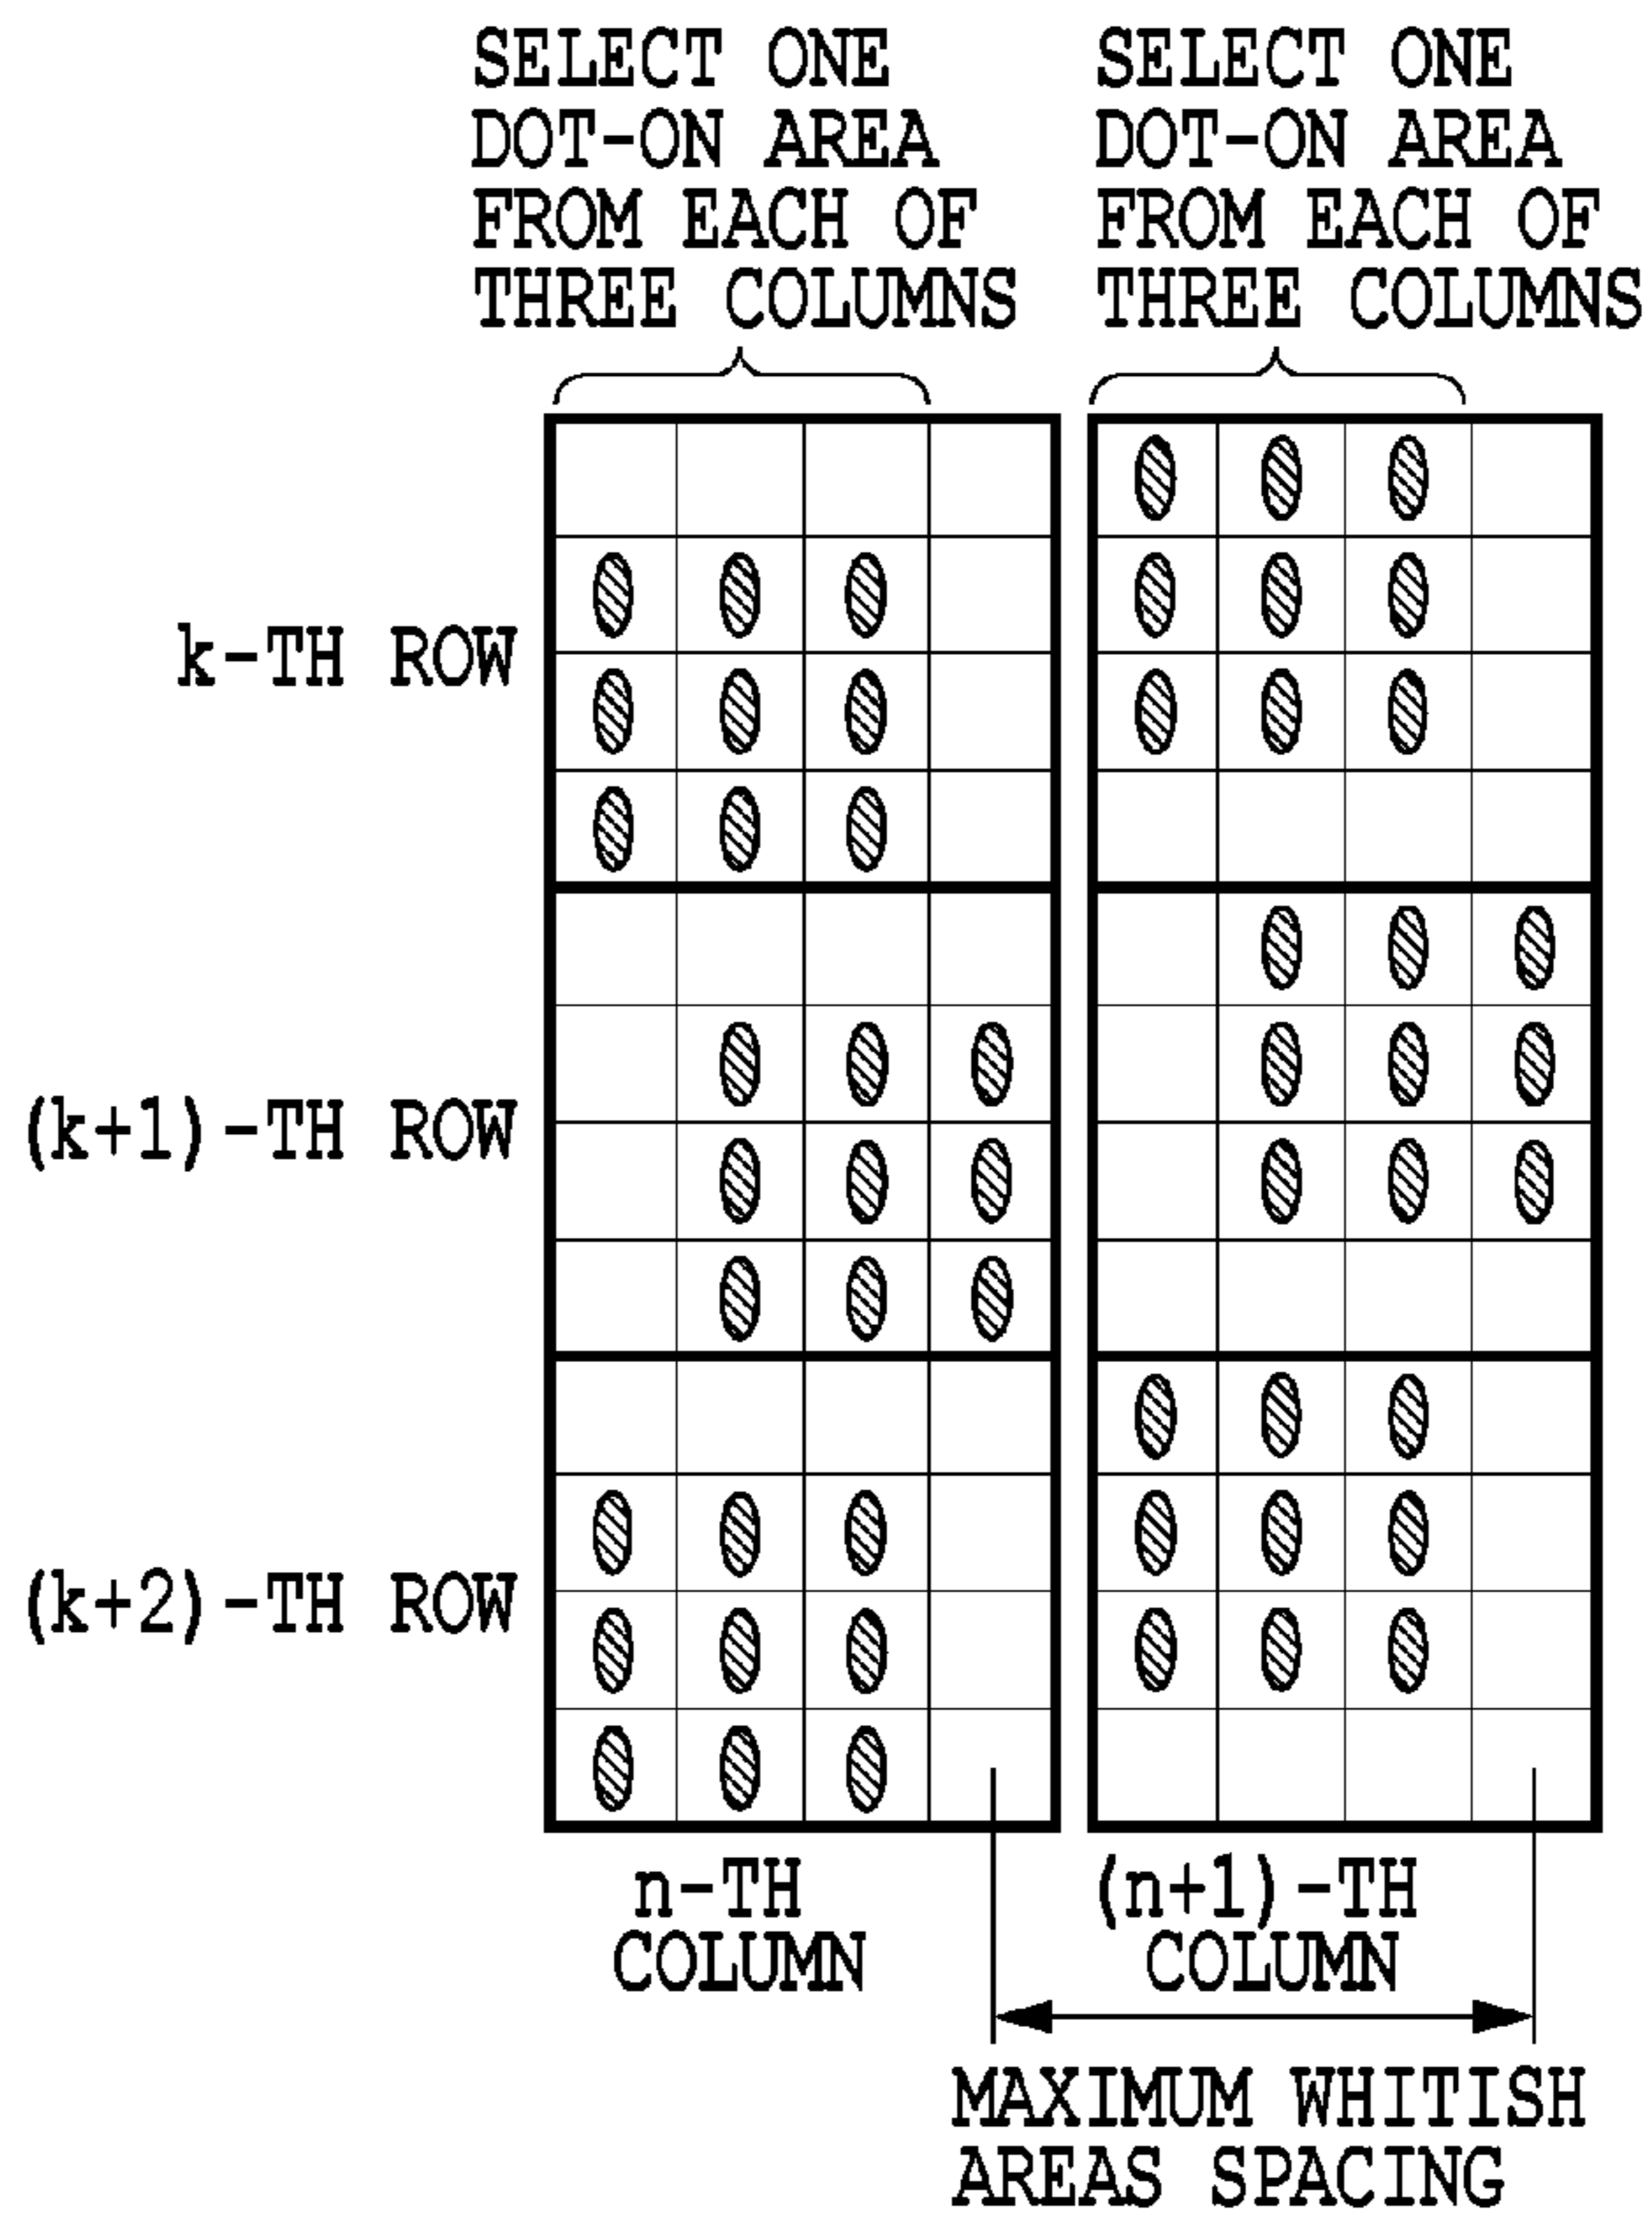 SELECT ONE
DOT-ON AREA
FROM EACH OF
THREE COLUMNS
SELECT ONE
DOT-ON AREA
FROM EACH OF
THREE COLUMNS
k-TH ROW
(k+1)-TH ROW
(k+2)-TH ROW
n-TH
COLUMN
(n+1)-TH
COLUMN
MAXIMUM WHITISH
AREAS SPACING